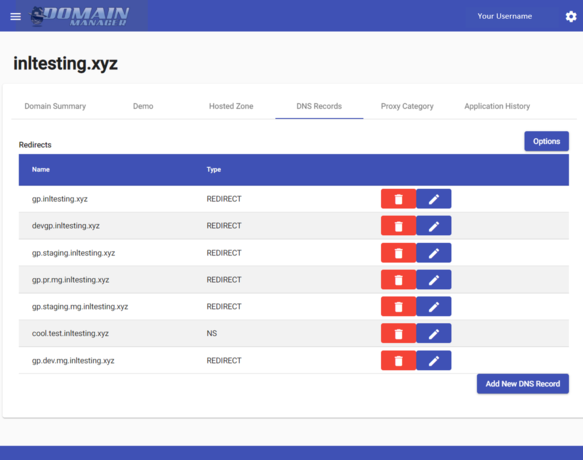 DOMAIN
MANAGER
Your Username
inltesting.xyz
Domain Summary Demo Hosted Zone DNS Records Proxy Category Application History
Redirects
Options
Name Type
gp.inltesting.xyz REDIRECT
devgp.inltesting.xyz REDIRECT
gp.staging.inltesting.xyz REDIRECT
gp.pr.mg.inltesting.xyz REDIRECT
gp.staging.mg.inltesting.xyz REDIRECT
cool.test.inltesting.xyz NS
gp.dev.mg.inltesting.xyz REDIRECT
Add New DNS Record